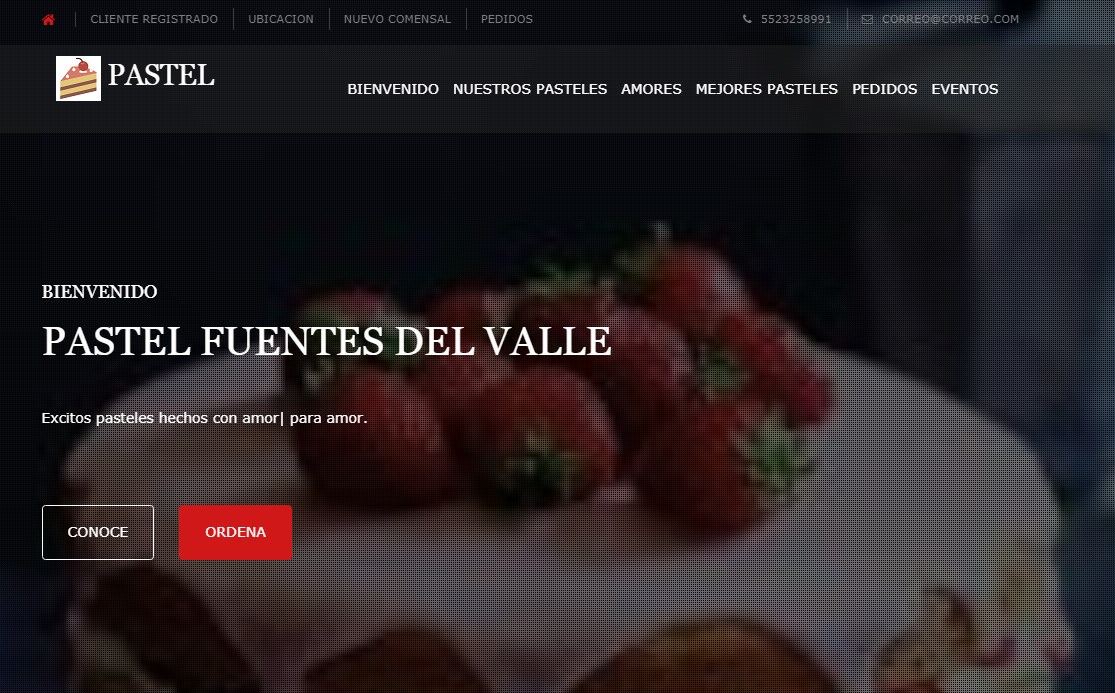 CLIENTE REGISTRADO UBICACION NUEVO COMENSAL PEDIDOS 5523258991 CORREO@CORREO.COM
PASTEL
BIENVENIDO NUESTROS PASTELES AMORES MEJORES PASTELES PEDIDOS EVENTOS
BIENVENIDO
PASTEL FUENTES DEL VALLE
Excitos pasteles hechos con amor| para amor.
CONOCE ORDENA